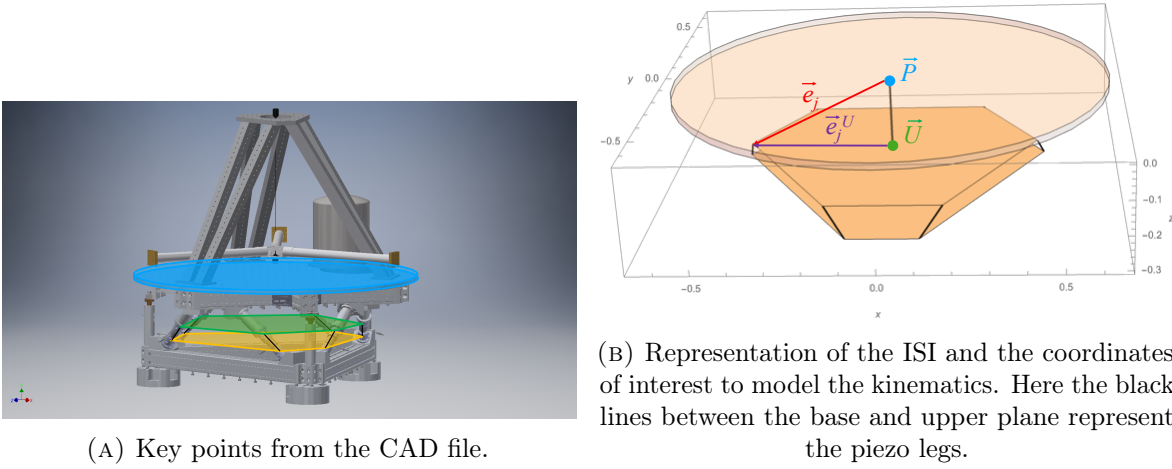 0.5
y 0.0
−0.5
P
e j
e j U
U
0.0
−0.1
z
−0.2
−0.3
−0.5
0.0
0.5
x
(A) Key points from the CAD file.
(B) Representation of the ISI and the coordinates
of interest to model the kinematics. Here the black
lines between the base and upper plane represent
the piezo legs.